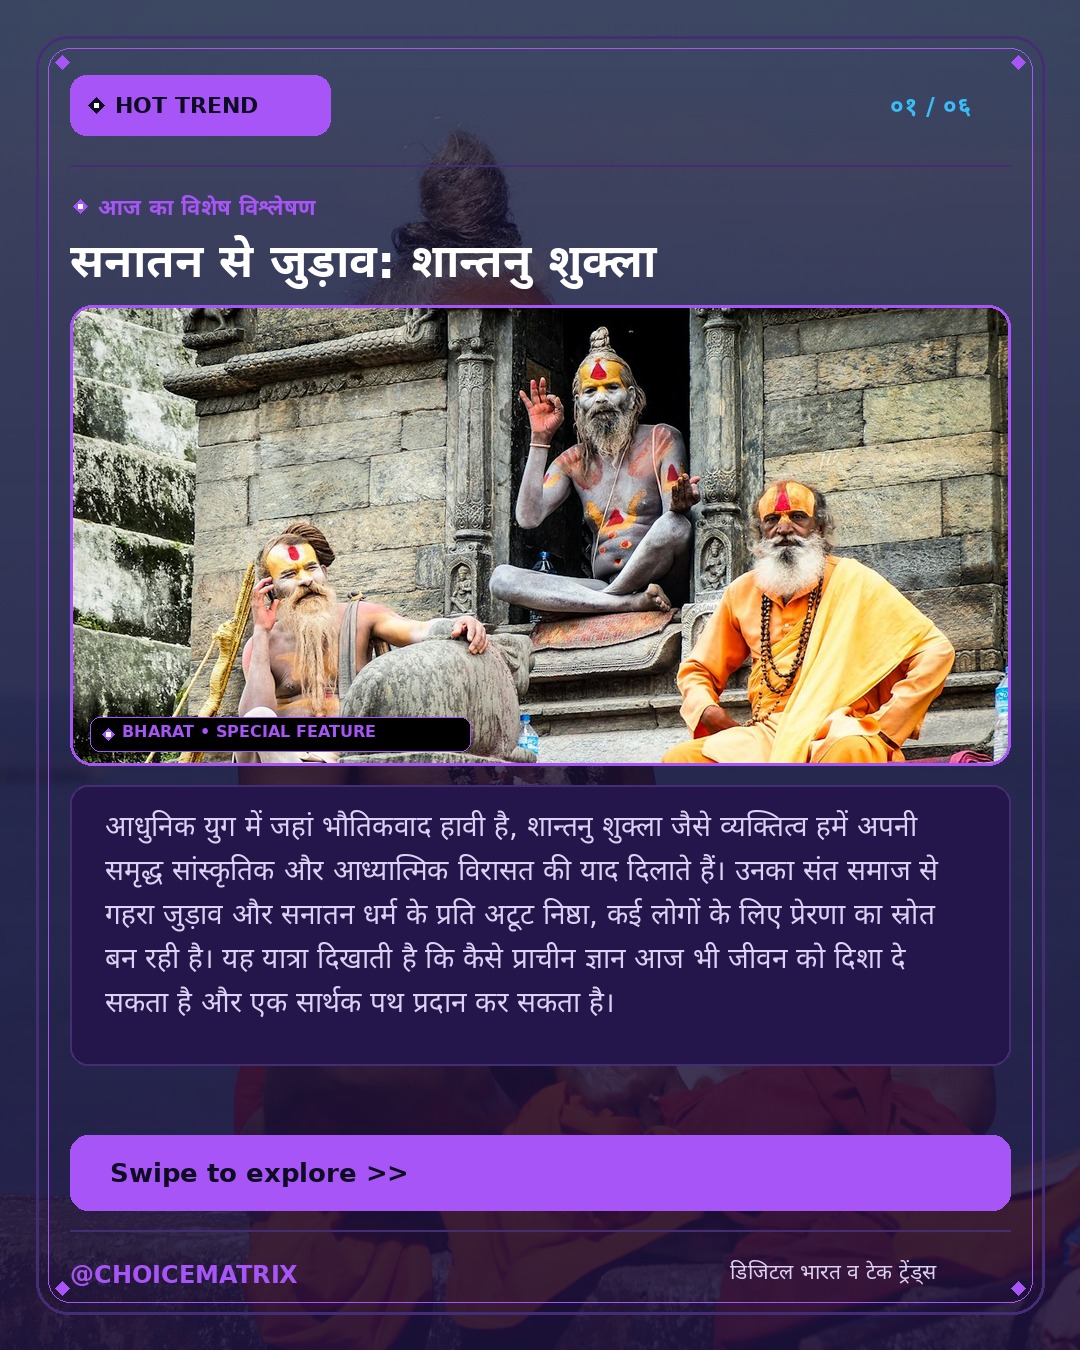 HOT TREND
०१ / ०६
आज का विशेष विश्लेषण
सनातन से जुड़ाव: शान्तनु शुक्ला
BHARAT • SPECIAL FEATURE
आधुनिक युग में जहां भौतिकवाद हावी है, शान्तनु शुक्ला जैसे व्यक्तित्व हमें अपनी
समृद्ध सांस्कृतिक और आध्यात्मिक विरासत की याद दिलाते हैं। उनका संत समाज से
गहरा जुड़ाव और सनातन धर्म के प्रति अटूट निष्ठा, कई लोगों के लिए प्रेरणा का स्रोत
बन रही है। यह यात्रा दिखाती है कि कैसे प्राचीन ज्ञान आज भी जीवन को दिशा दे
सकता है और एक सार्थक पथ प्रदान कर सकता है।
Swipe to explore >>
@CHOICEMATRIX
डिजिटल भारत व टेक ट्रेंड्स